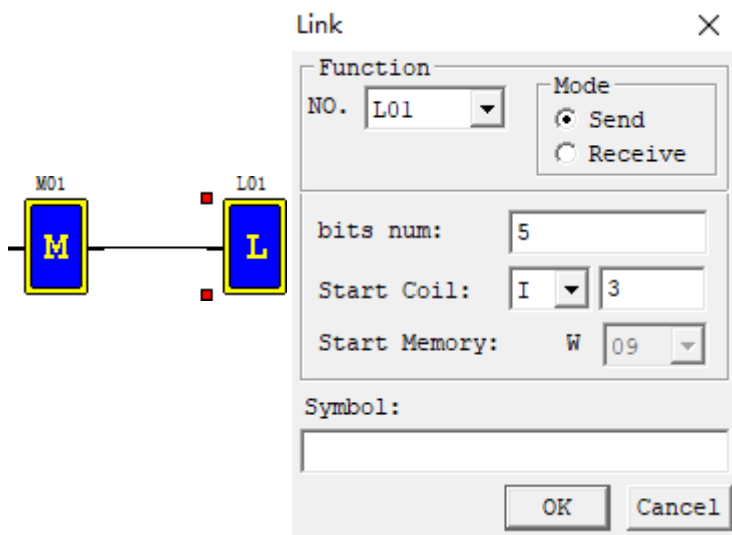 Link
Function
NO. L01
Mode
Send
Receive
M01
L01
M
L
bits num: 5
Start Coil: I 3
Start Memory: W 09
Symbol:
OK
Cancel